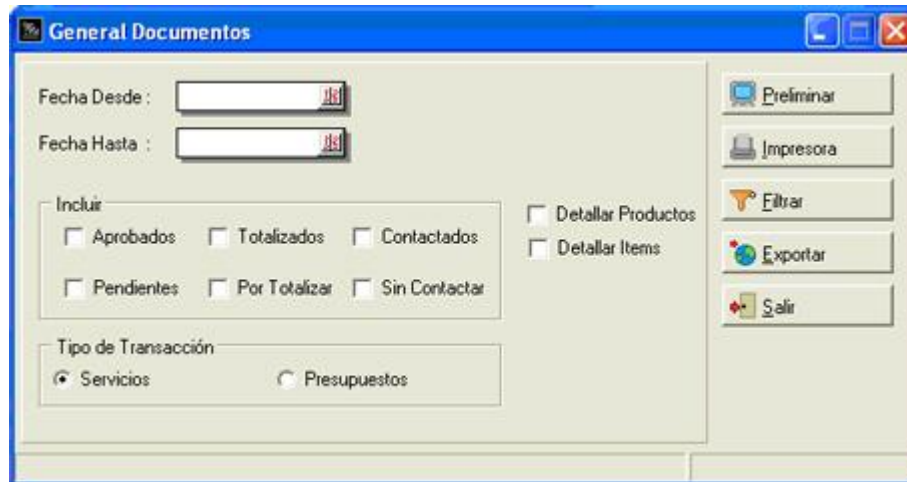 General Documentos
Fecha Desde :
Fecha Hasta :
Incluir
Aprobados Totalizados Contactados
Pendientes Por Totalizar Sin Contactar
Detallar Productos
Detallar Items
Tipo de Transacción
Servicios Presupuestos
Preliminar
Impresora
Filtrar
Exportar
Salir